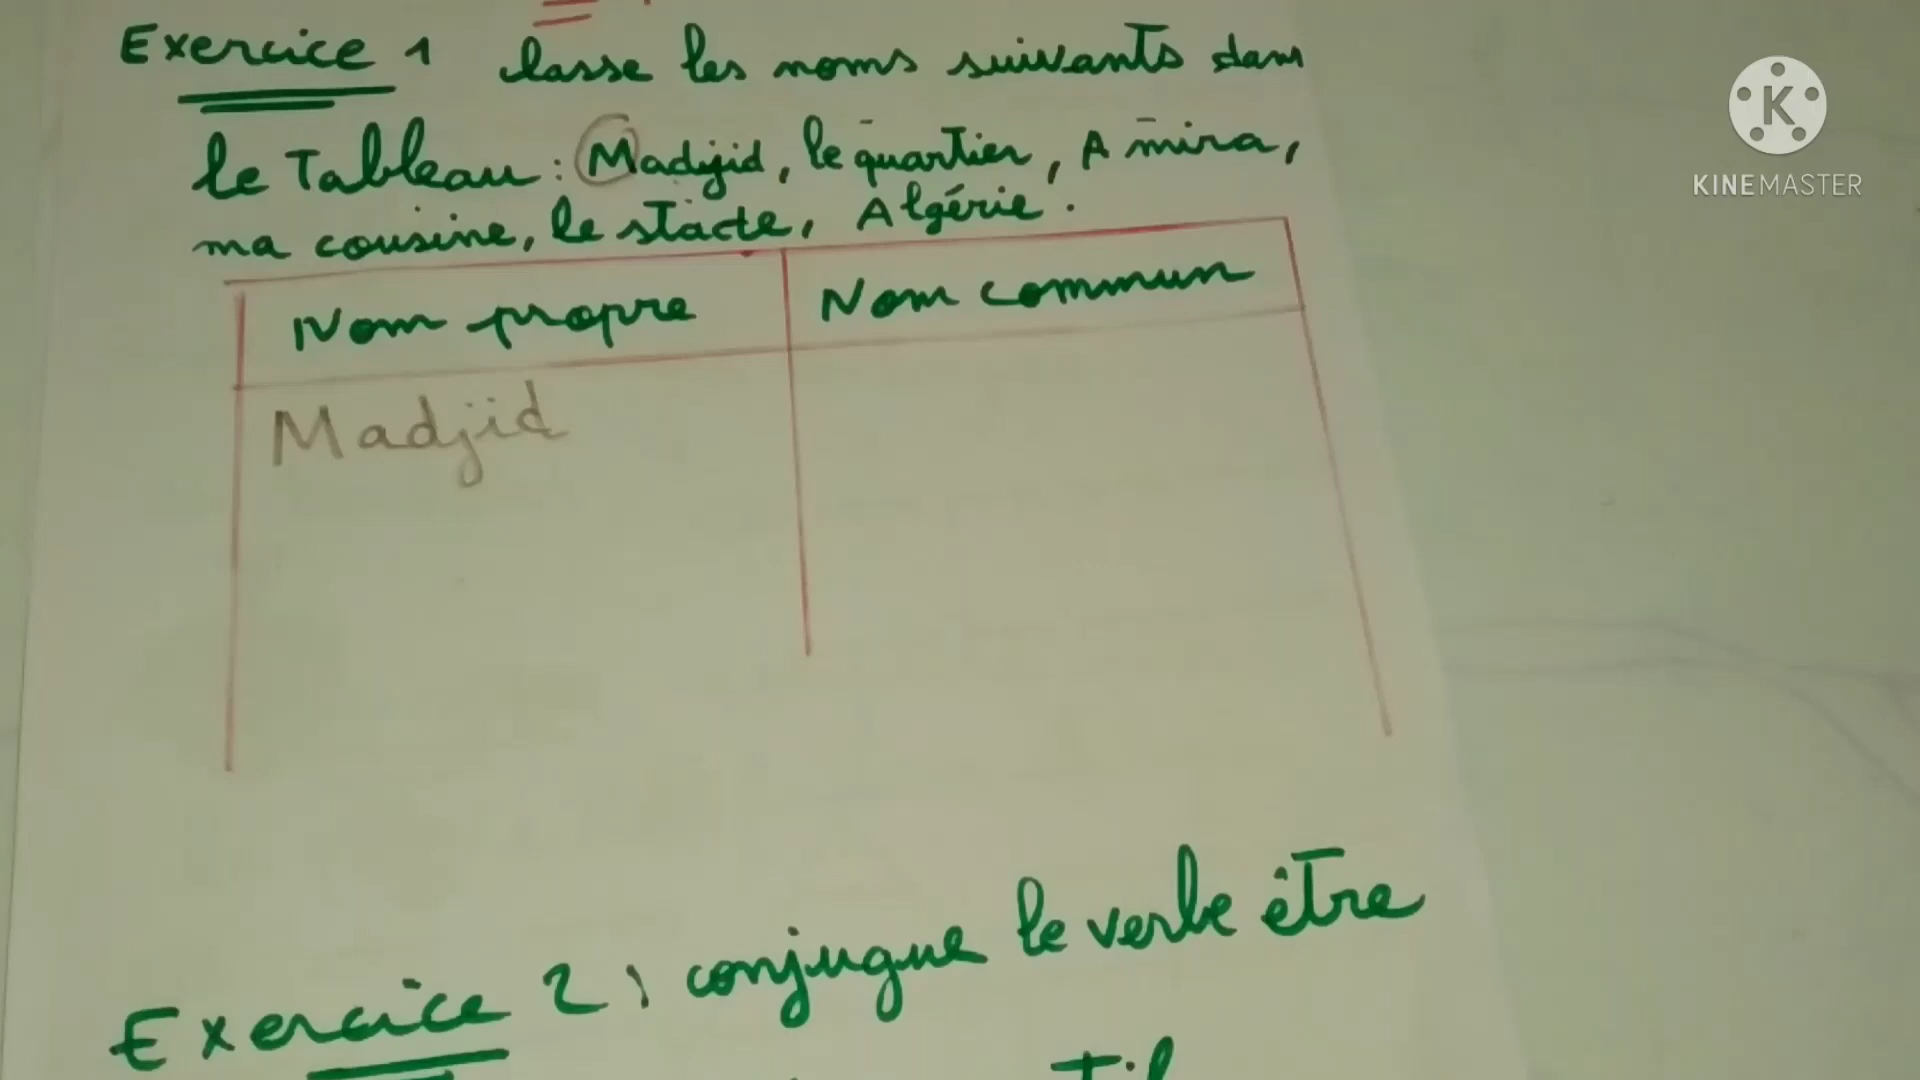 Exercice 1 classe les noms suivants dans
le Tableau : Madjid, le quartier, Amira,
ma cousine, le stade, Algérie.
Nom propre Nom commun
Madjid
Exercice 2 : conjugue le verbe être
K
KINEMASTER